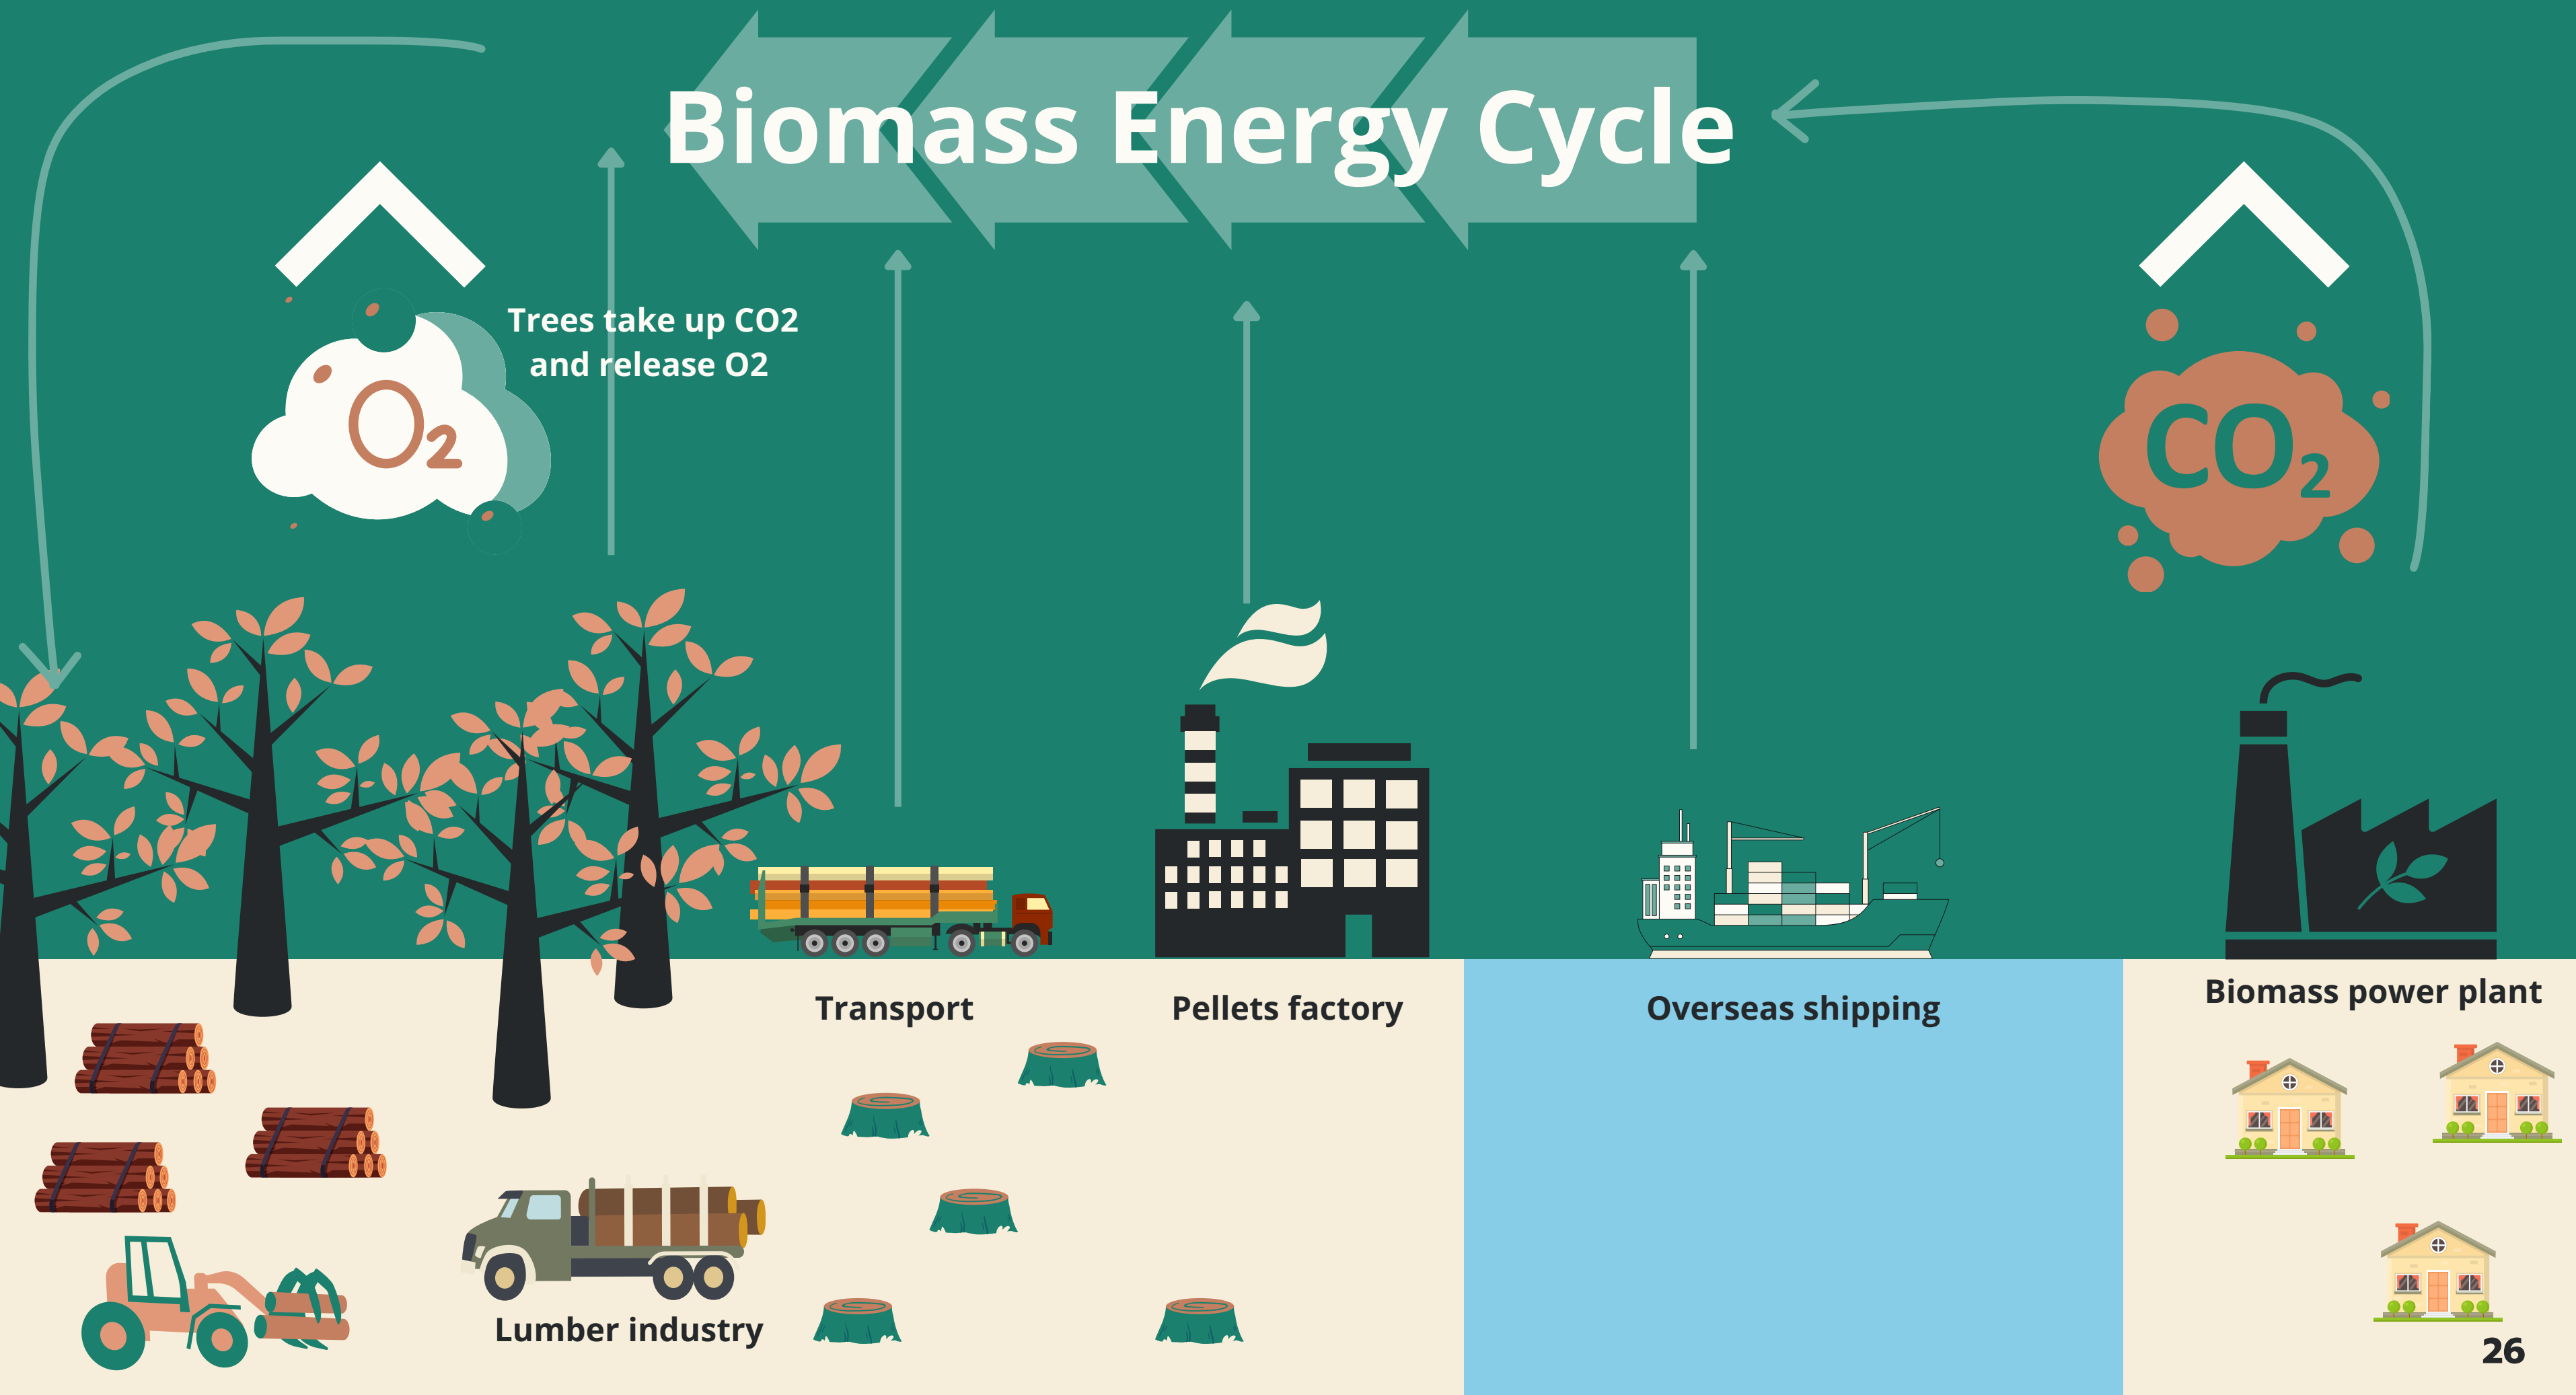 Biomass Energy Cycle
Trees take up CO2
and release O2
O2
CO2
Transport
Pellets factory
Overseas shipping
Biomass power plant
Lumber industry
26